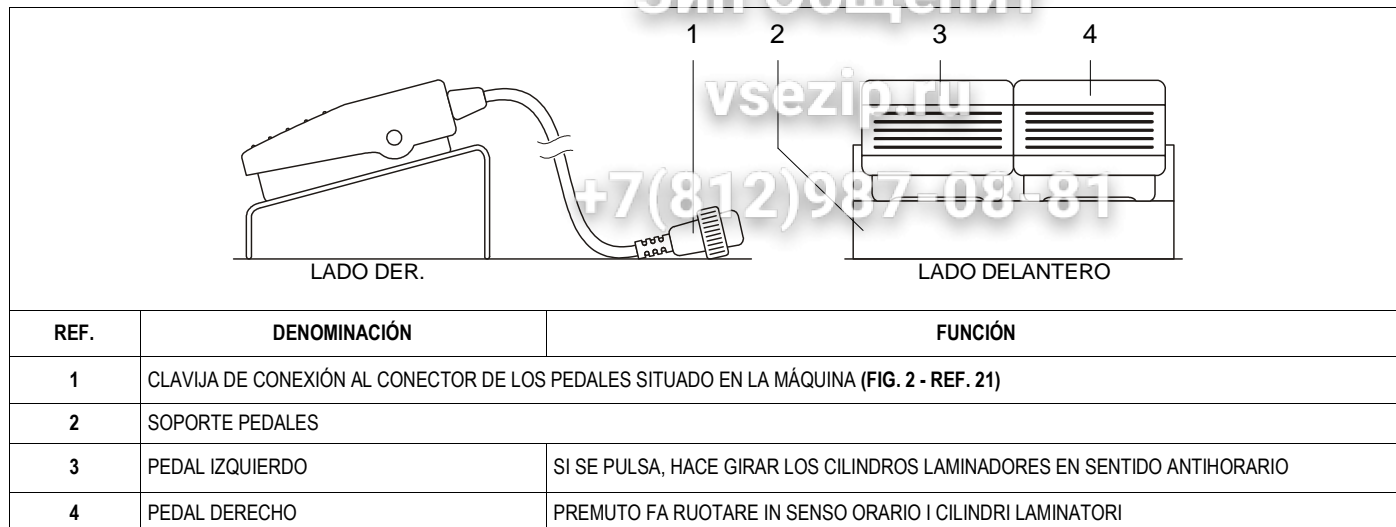 Зип Общепит
1 2 3 4
vsezip.ru
+7(812)987-08-81
LADO DER. LADO DELANTERO
REF. DENOMINACIÓN FUNCIÓN
1 CLAVIJA DE CONEXIÓN AL CONECTOR DE LOS PEDALES SITUADO EN LA MÁQUINA (FIG. 2 - REF. 21)
2 SOPORTE PEDALES
3 PEDAL IZQUIERDO SI SE PULSA, HACE GIRAR LOS CILINDROS LAMINADORES EN SENTIDO ANTIHORARIO
4 PEDAL DERECHO PREMUTO FA RUOTARE IN SENSO ORARIO I CILINDRI LAMINATORI